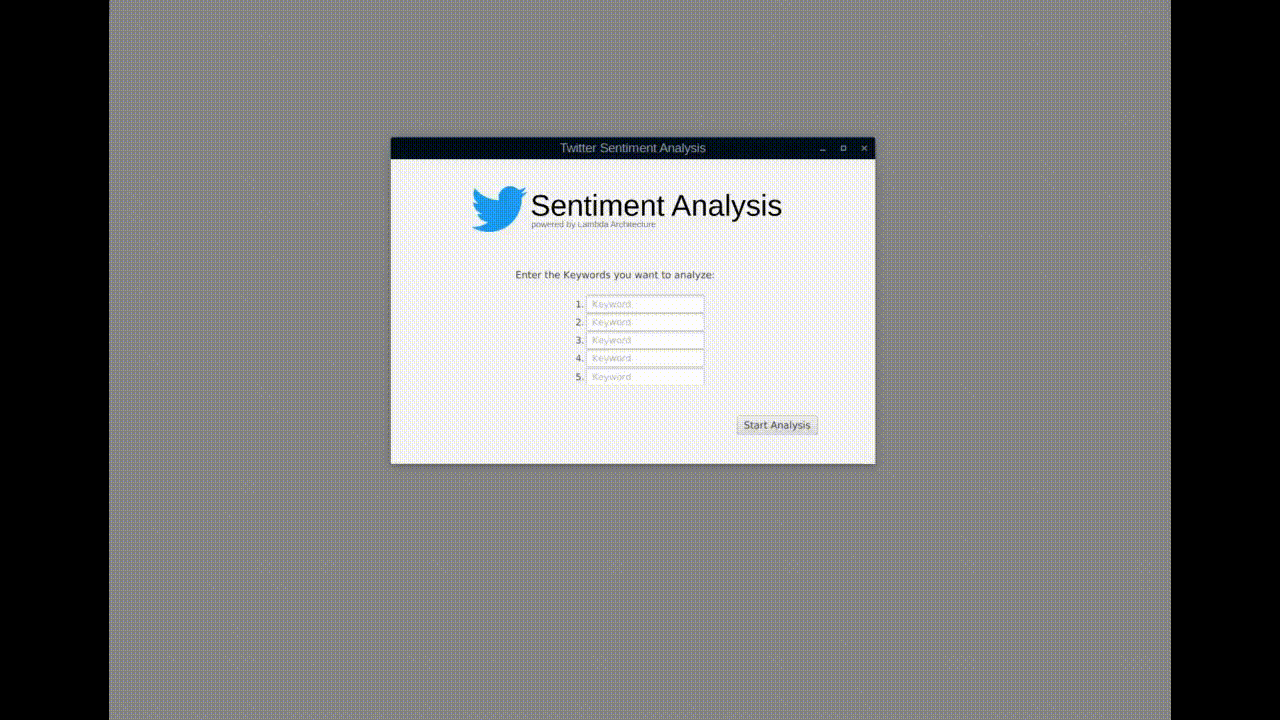 Twitter Sentiment Analysis
Sentiment Analysis
powered by Lambda Architecture
Enter the Keywords you want to analyze:
1. Keyword
2. Keyword
3. Keyword
4. Keyword
5. Keyword
Start Analysis